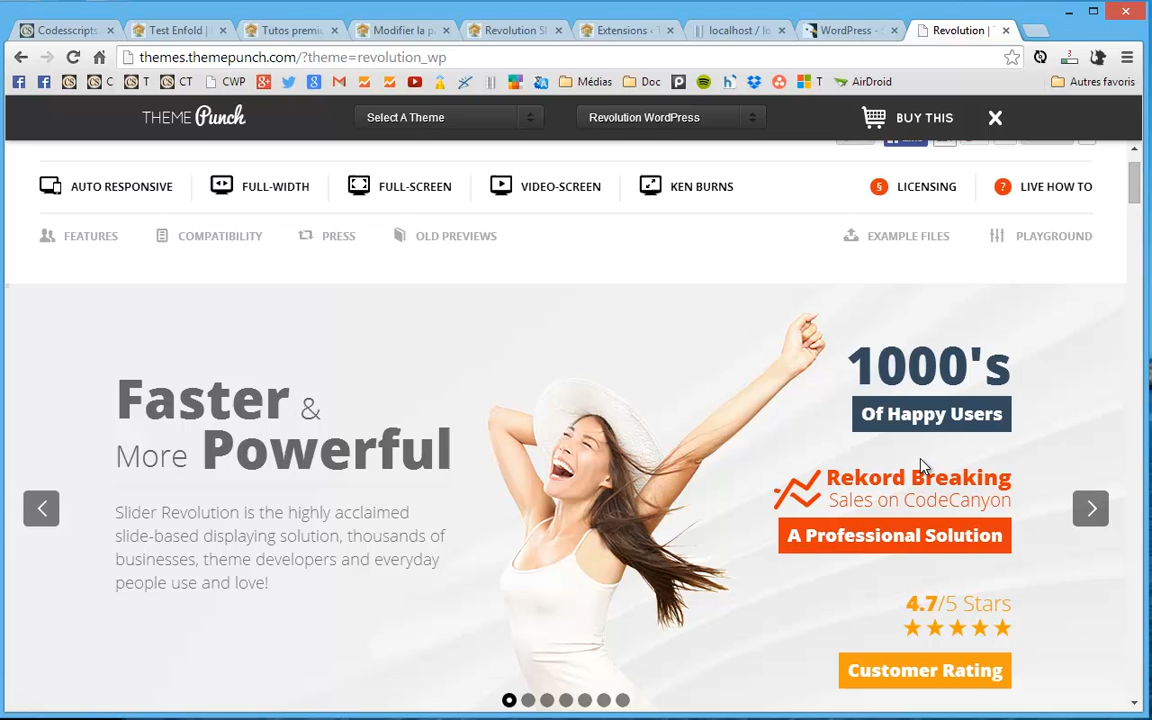 Codesscripts
Test Enfold |
Tutos premi
Modifier la p
Revolution S
Extensions ‹ T
localhost / lo
WordPress -
Revolution |
themes.themepunch.com/?theme=revolution_wp
C
T
CT
CWP
Médias
Doc
T
AirDroid
Autres favoris
THEME Punch
Select A Theme
Revolution WordPress
BUY THIS
AUTO RESPONSIVE
FULL-WIDTH
FULL-SCREEN
VIDEO-SCREEN
KEN BURNS
LICENSING
LIVE HOW TO
FEATURES
COMPATIBILITY
PRESS
OLD PREVIEWS
EXAMPLE FILES
PLAYGROUND
Faster &
More Powerful
Slider Revolution is the highly acclaimed
slide-based displaying solution, thousands of
businesses, theme developers and everyday
people use and love!
1000's
Of Happy Users
Rekord Breaking
Sales on CodeCanyon
A Professional Solution
4.7/5 Stars
Customer Rating